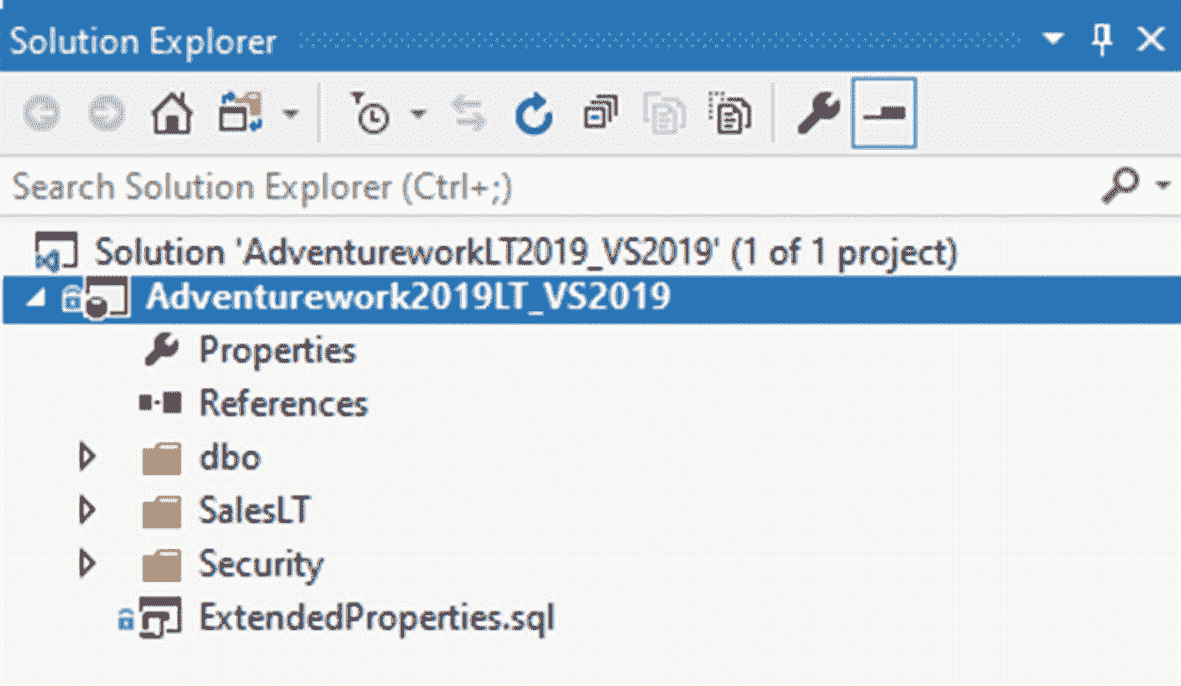 Solution Explorer
Search Solution Explorer (Ctrl+;)
Solution 'AdventureworkLT2019_VS2019' (1 of 1 project)
Adventurework2019LT_VS2019
Properties
References
dbo
SalesLT
Security
ExtendedProperties.sql